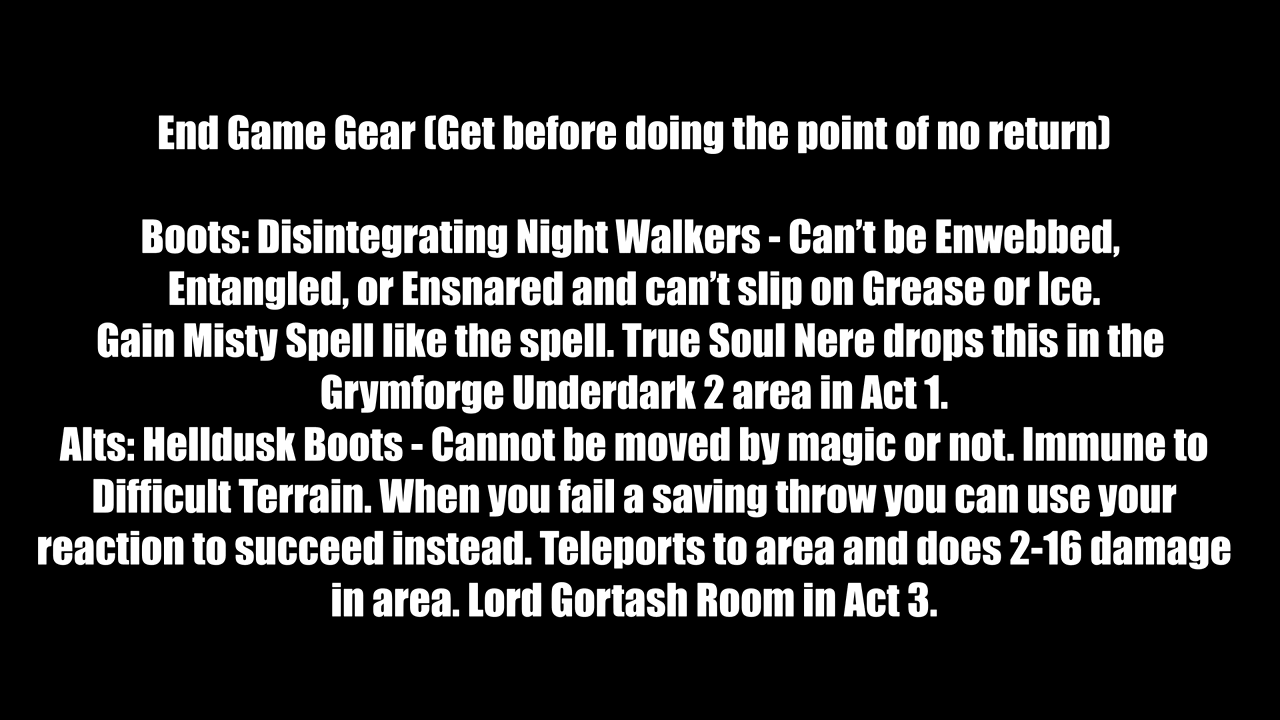 End Game Gear (Get before doing the point of no return)
Boots: Disintegrating Night Walkers - Can’t be Enwebbed,
Entangled, or Ensnared and can’t slip on Grease or Ice.
Gain Misty Spell like the spell. True Soul Nere drops this in the
Grymforge Underdark 2 area in Act 1.
Alts: Helldusk Boots - Cannot be moved by magic or not. Immune to
Difficult Terrain. When you fail a saving throw you can use your
reaction to succeed instead. Teleports to area and does 2-16 damage
in area. Lord Gortash Room in Act 3.